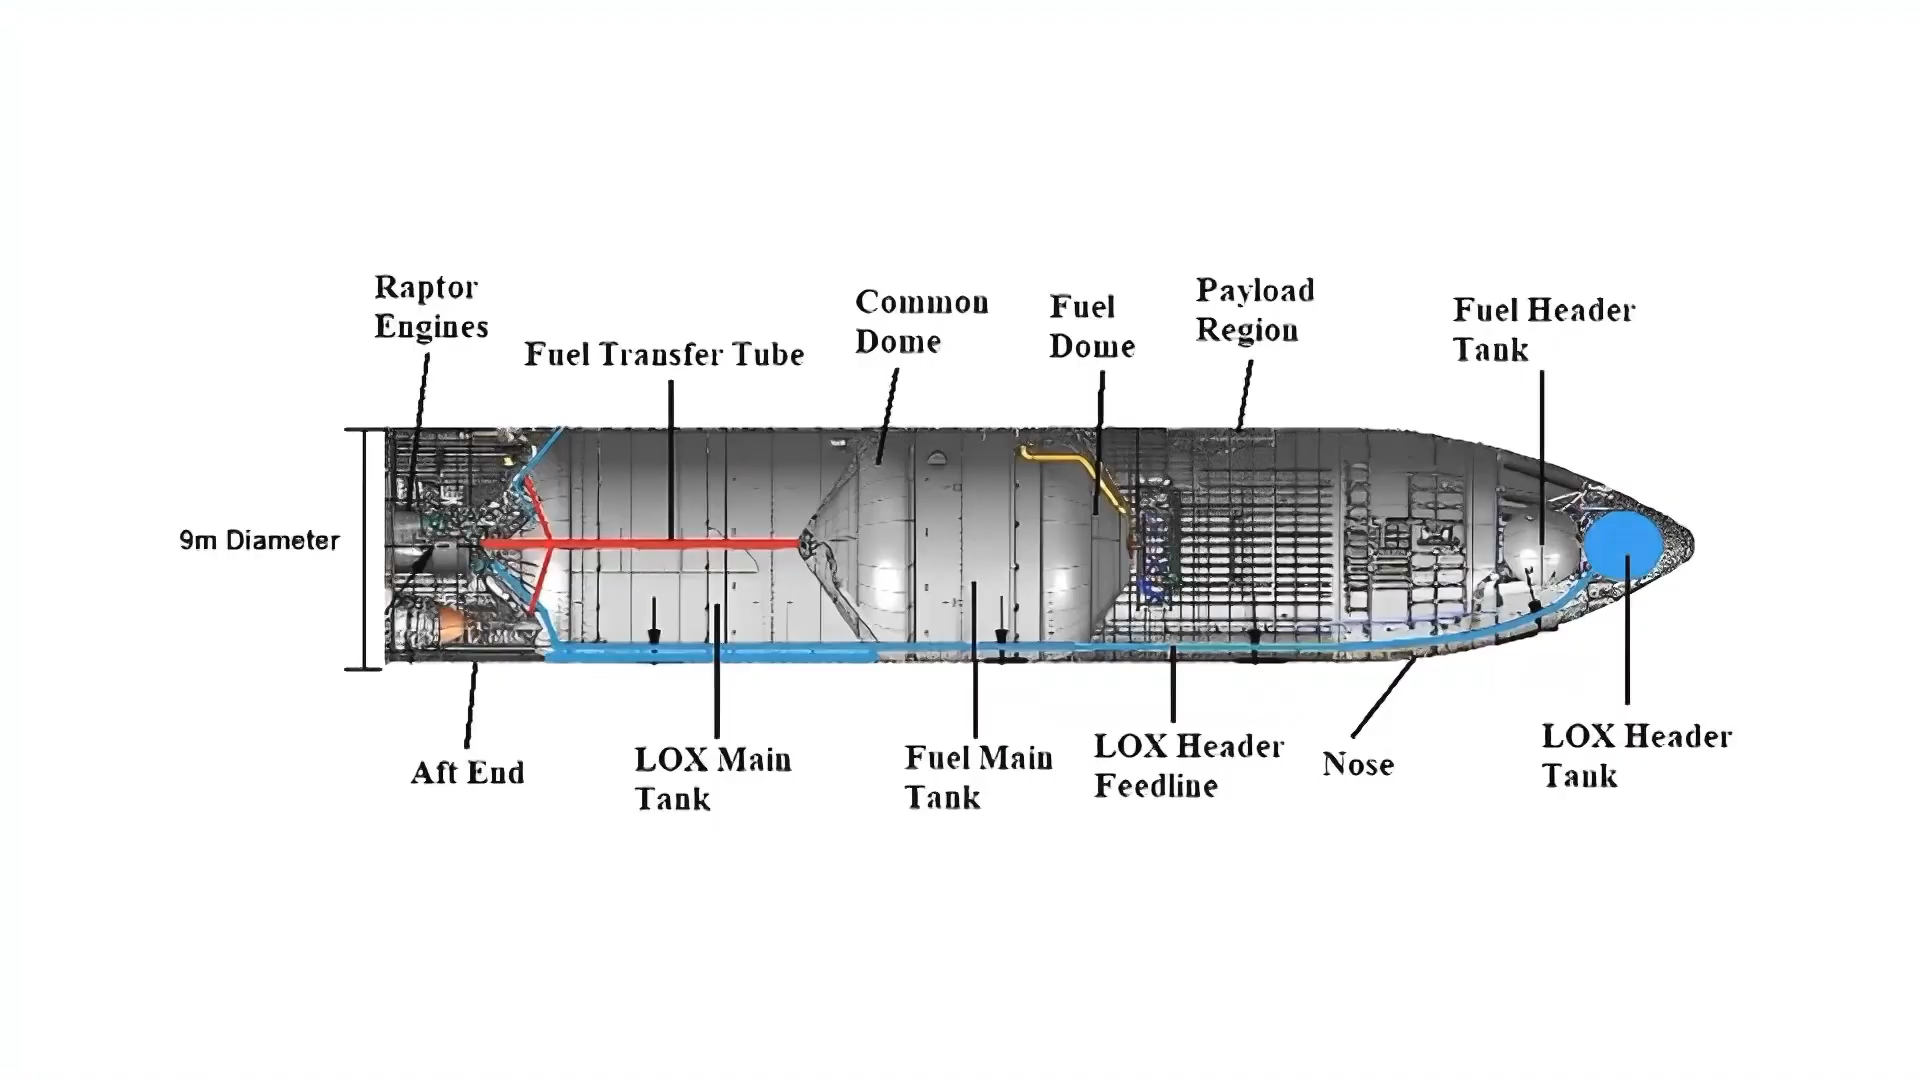 Raptor
Engines
Fuel Transfer Tube
Common
Dome
Fuel
Dome
Payload
Region
Fuel Header
Tank
9m Diameter
Aft End
LOX Main
Tank
Fuel Main
Tank
LOX Header
Feedline
Nose
LOX Header
Tank